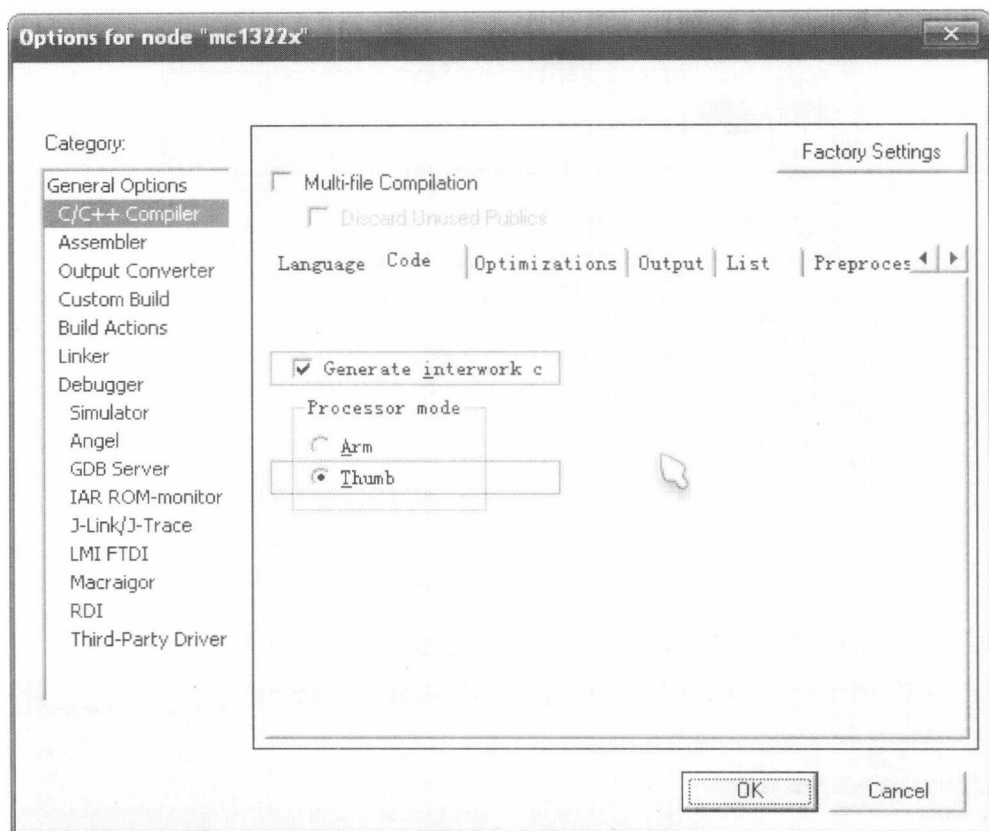 Options for node "mc1322x"
Category:
General Options
C/C++ Compiler
Assembler
Output Converter
Custom Build
Build Actions
Linker
Debugger
Simulator
Angel
GDB Server
IAR ROM-monitor
J-Link/J-Trace
LMI FTDI
Macraigor
RDI
Third-Party Driver
Factory Settings
Multi-file Compilation
Discard Unused Publics
Language Code Optimizations Output List Preproces
Generate interwork c
Processor mode
Arm
Thumb
OK Cancel